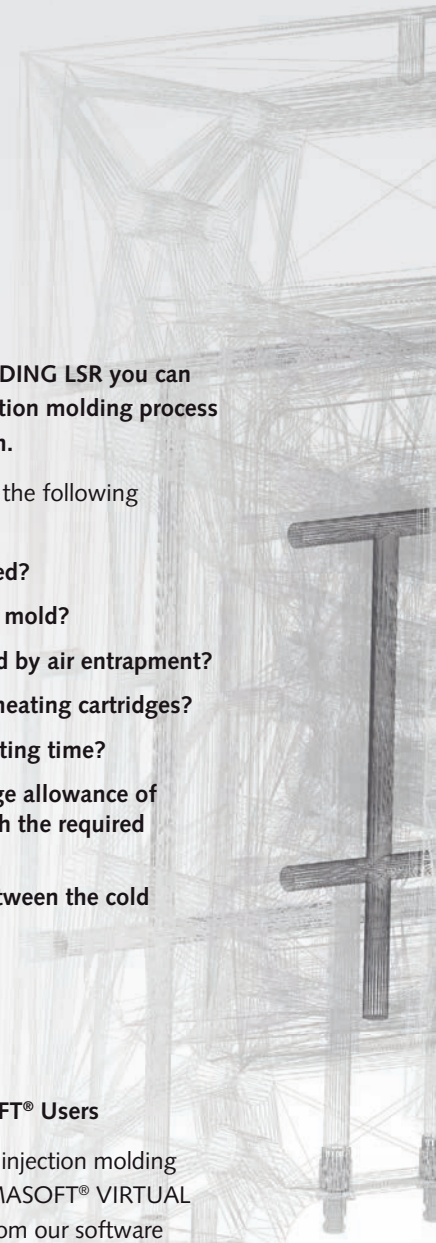 DING LSR you can
tion molding process
n.
the following
ed?
mold?
d by air entrapment?
heating cartridges?
ting time?
ge allowance of
h the required
tween the cold
FT® Users
injection molding
MASOFT® VIRTUAL
om our software